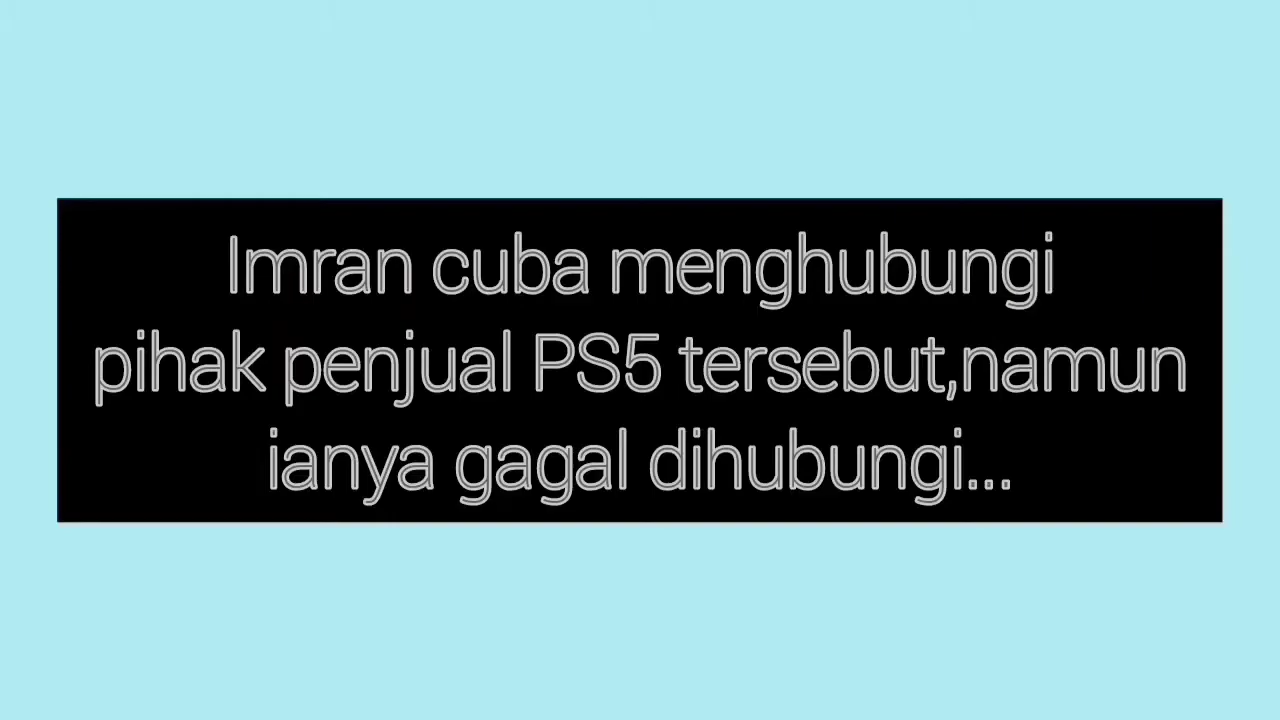 Imran cuba menghubungi
pihak penjual PS5 tersebut,namun
ianya gagal dihubungi...